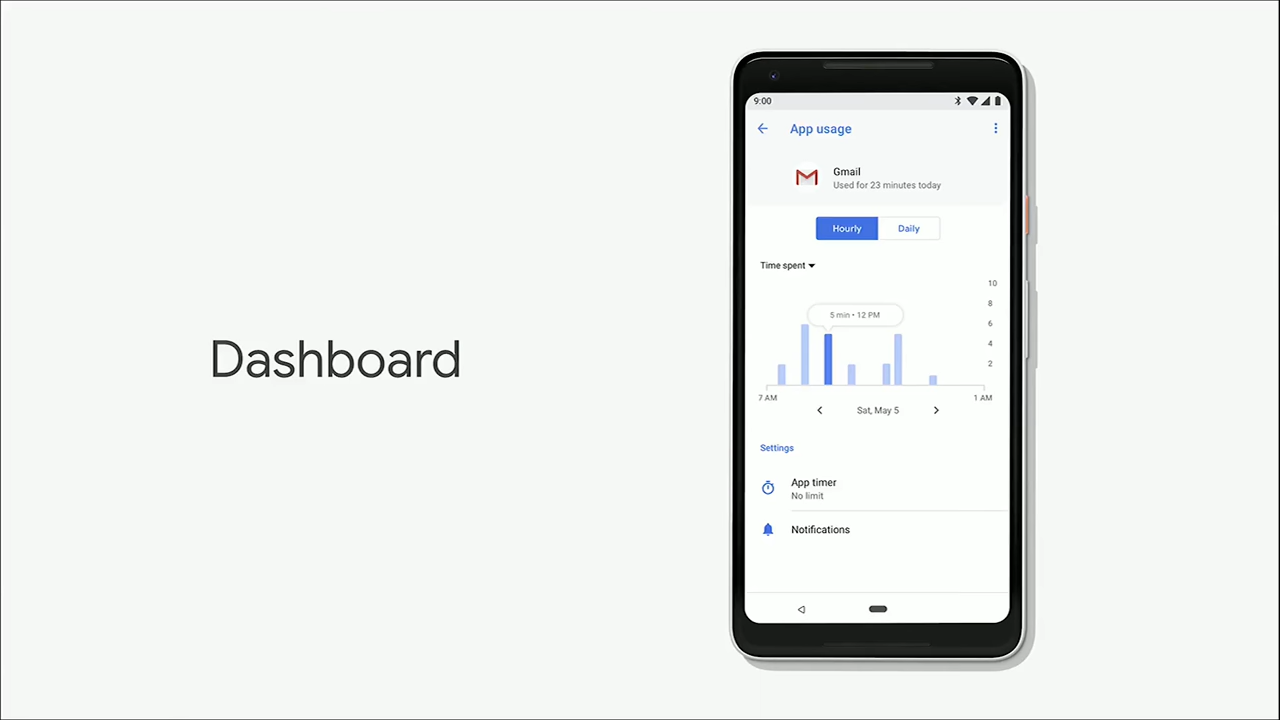 Dashboard
9:00
App usage
Gmail
Used for 23 minutes today
Hourly Daily
Time spent
10
8
5 min • 12 PM
6
4
2
7 AM 1 AM
Sat, May 5
Settings
App timer
No limit
Notifications